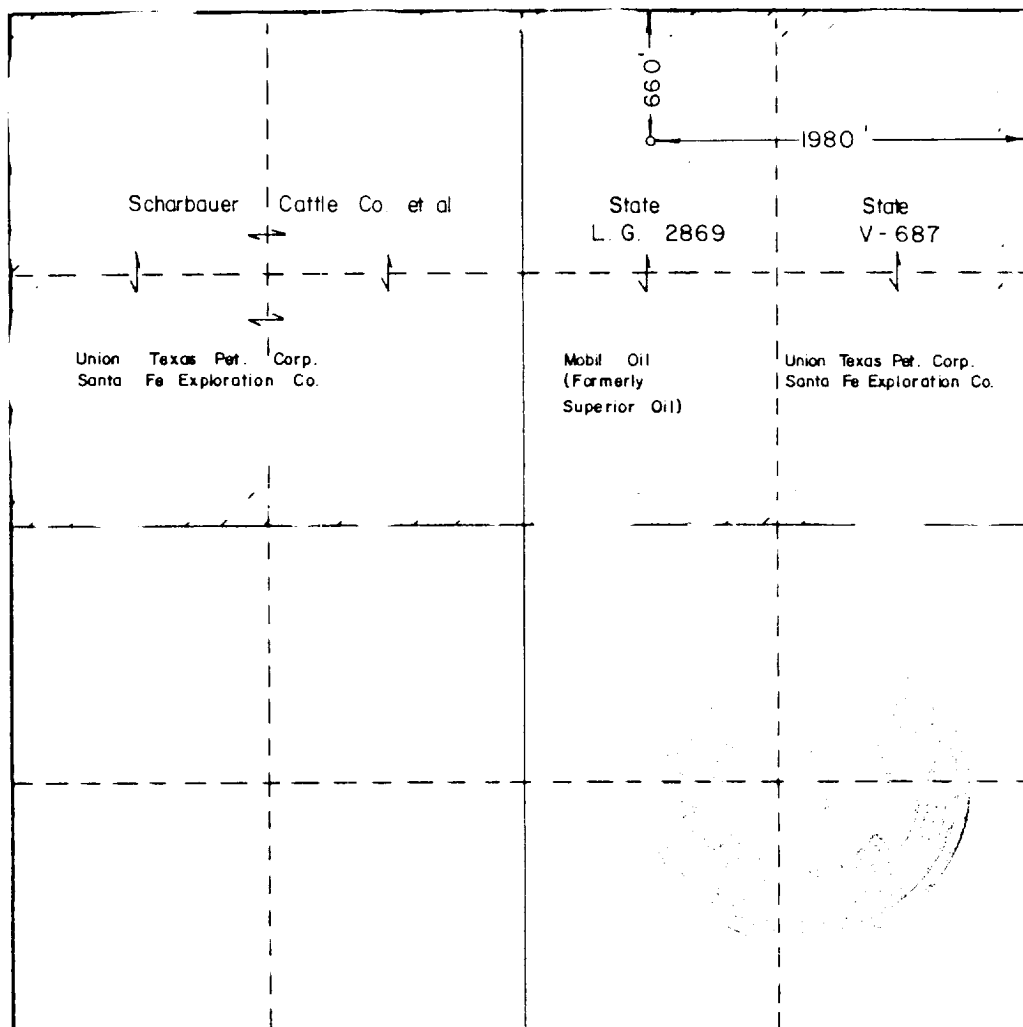 660'
1980'
Scharbauer Cattle Co. et al
State
L. G. 2869
State
V-687
Union Texas Pet. Corp.
Santa Fe Exploration Co.
Mobil Oil
(Formerly
Superior Oil)
Union Texas Pet. Corp.
Santa Fe Exploration Co.